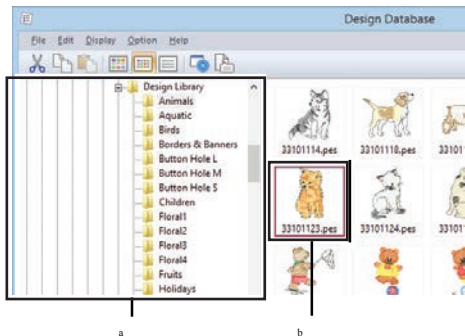 Design Database
File Edit Display Option Help
Design Library
Animals
Aquatic
Birds
Borders & Banners
Button Hole L
Button Hole M
Button Hole S
Children
Floral1
Floral2
Floral3
Floral4
Fruits
Holidays
33101114.pes 33101118.pes 33101
33101123.pes 33101124.pes 33101
a b